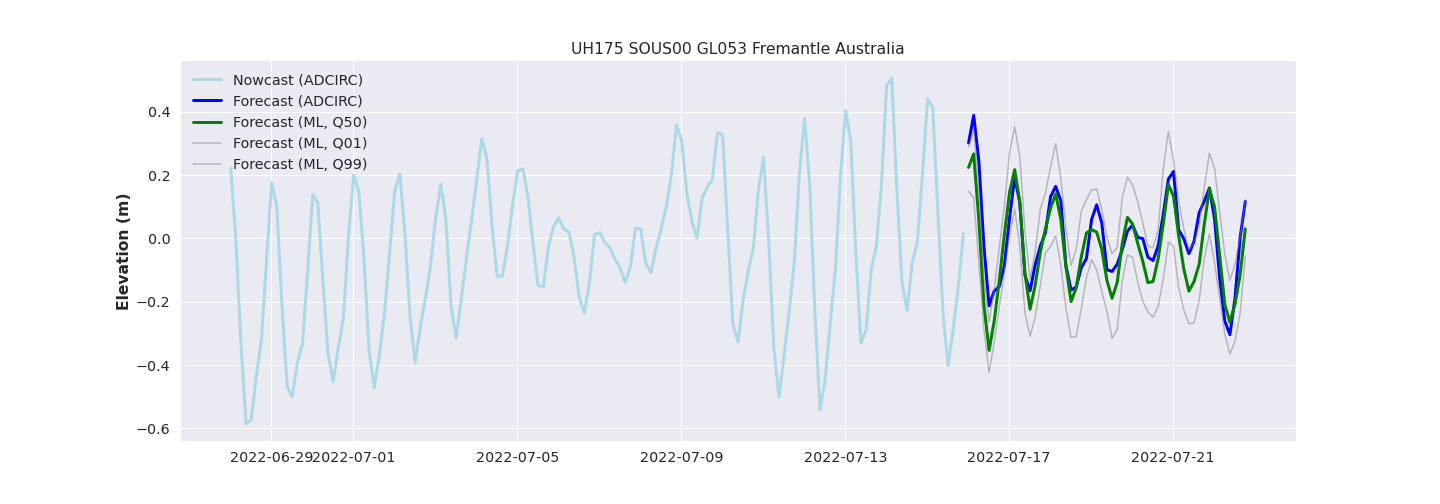 UH175 SOUS00 GL053 Fremantle Australia
Nowcast (ADCIRC)
Forecast (ADCIRC)
Forecast (ML, Q50)
Forecast (ML, Q01)
Forecast (ML, Q99)
Elevation (m)
0.4
0.2
0.0
−0.2
−0.4
−0.6
2022-06-29 2022-07-01 2022-07-05 2022-07-09 2022-07-13 2022-07-17 2022-07-21